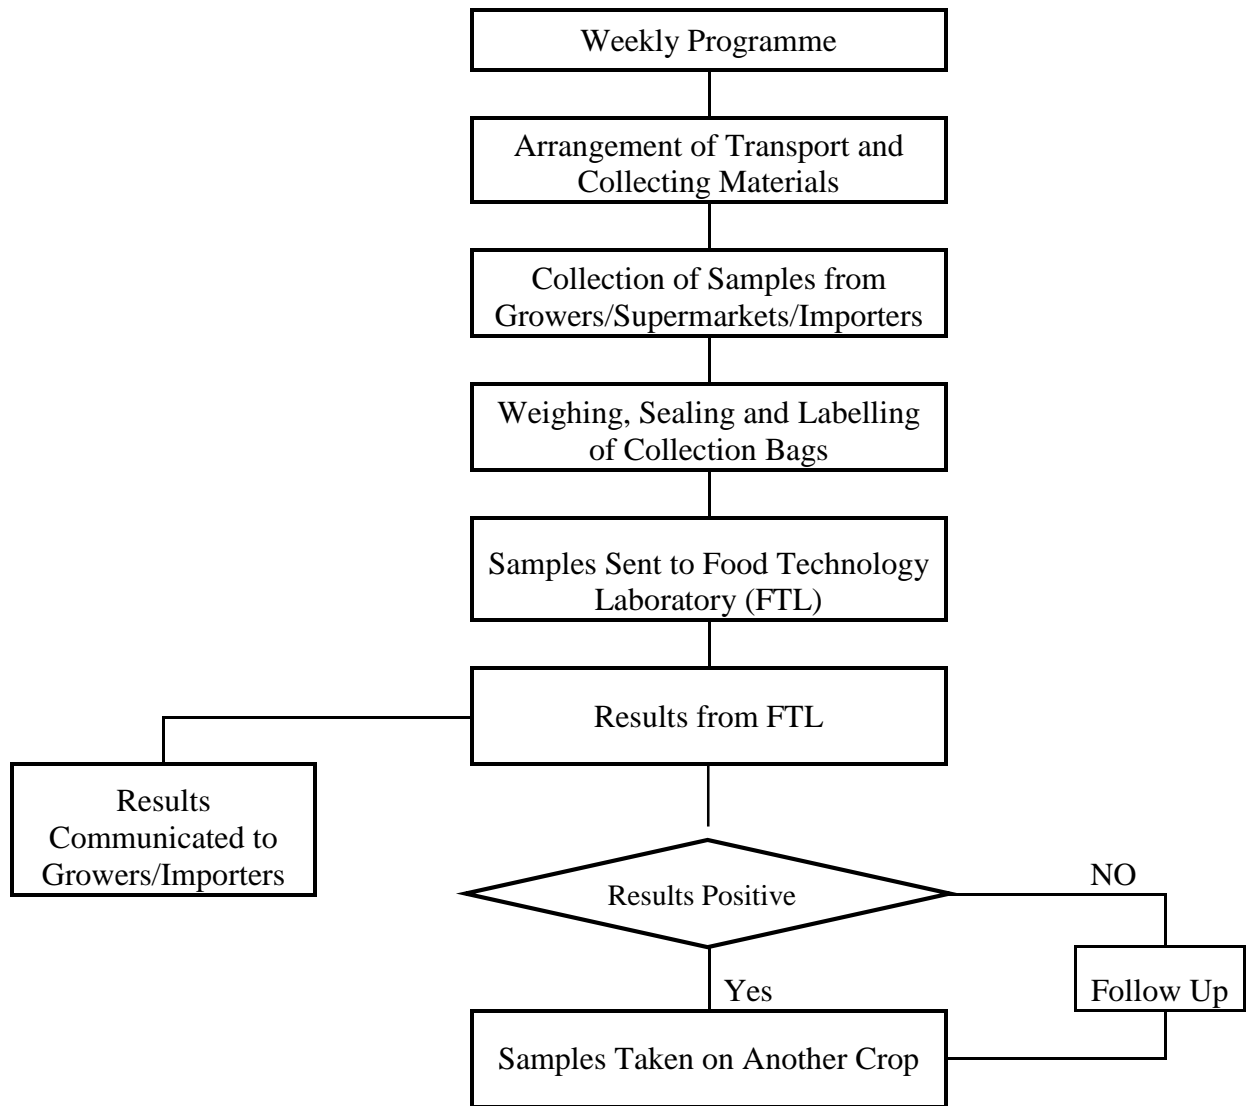 Weekly Programme
Arrangement of Transport and
Collecting Materials
Collection of Samples from
Growers/Supermarkets/Importers
Weighing, Sealing and Labelling
of Collection Bags
Samples Sent to Food Technology
Laboratory (FTL)
Results from FTL
Results
Communicated to
Growers/Importers
Results Positive
NO
Yes
Follow Up
Samples Taken on Another Crop